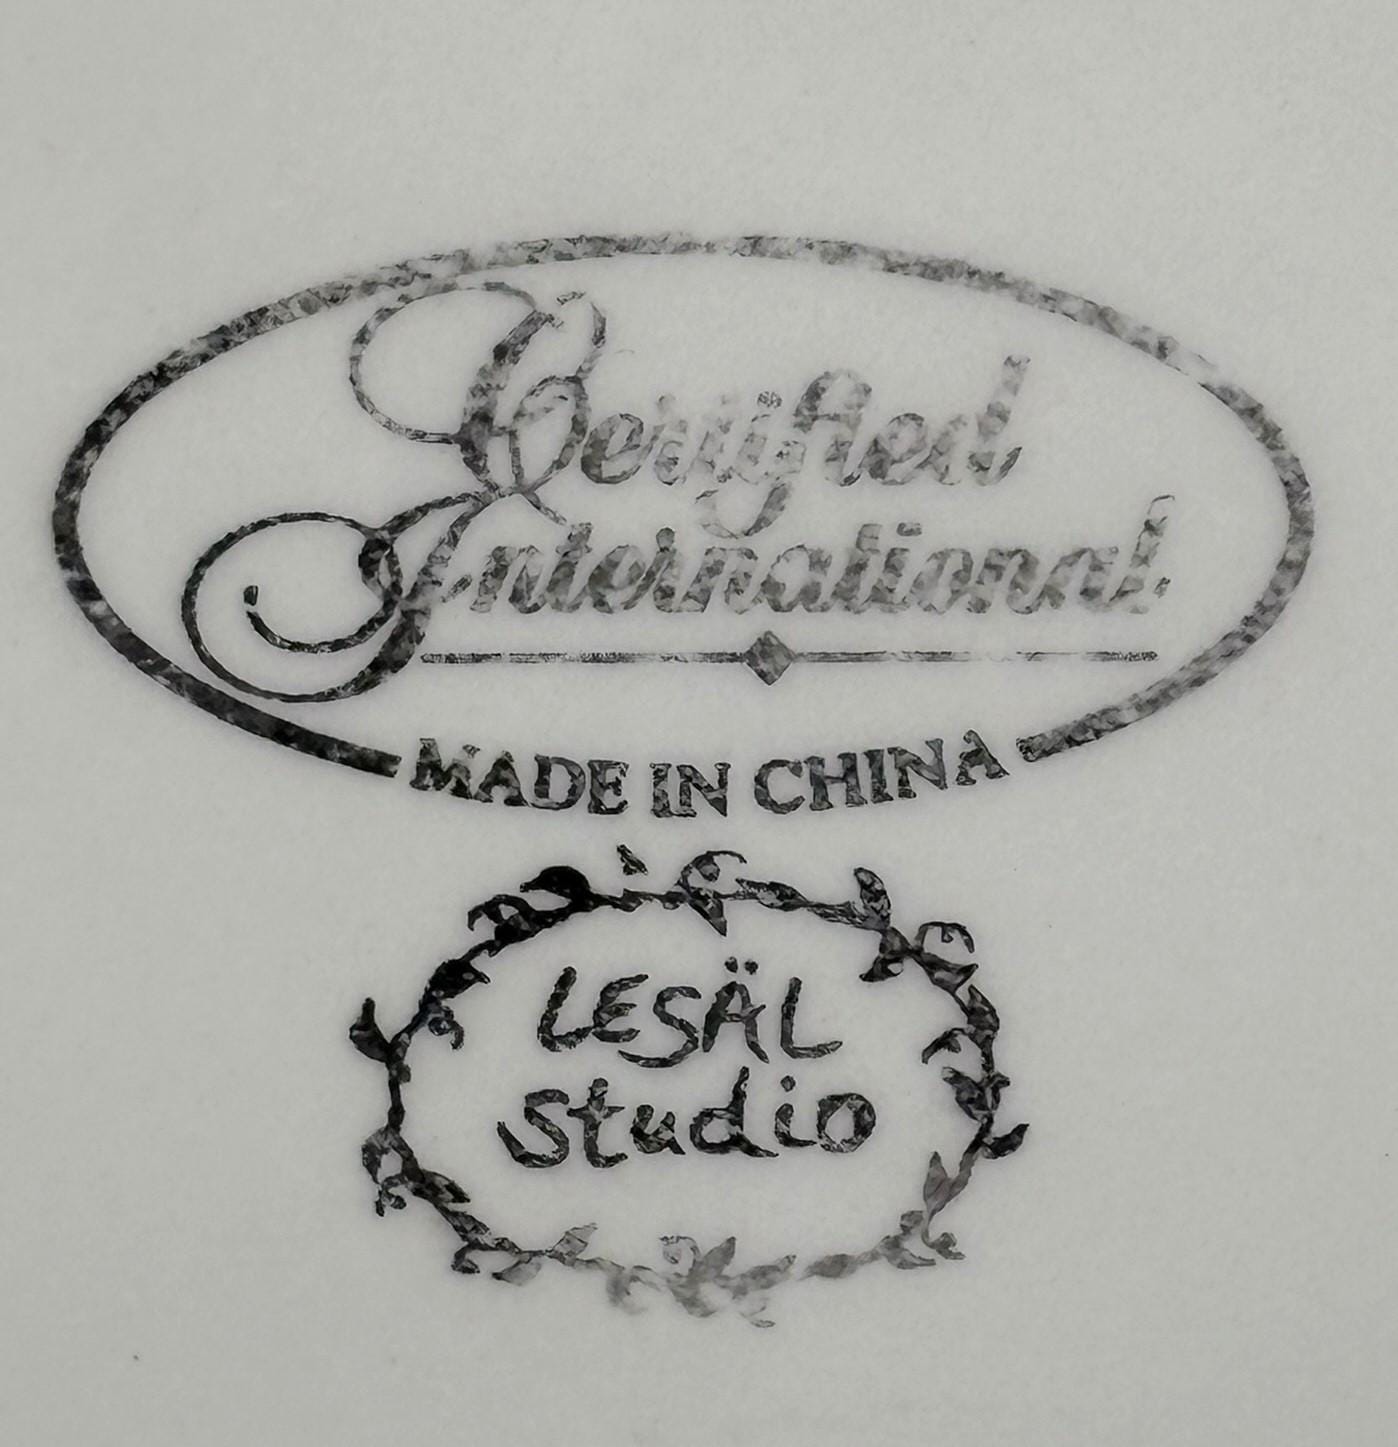 Certified
International
MADE IN CHINA
LESÄL
Studio